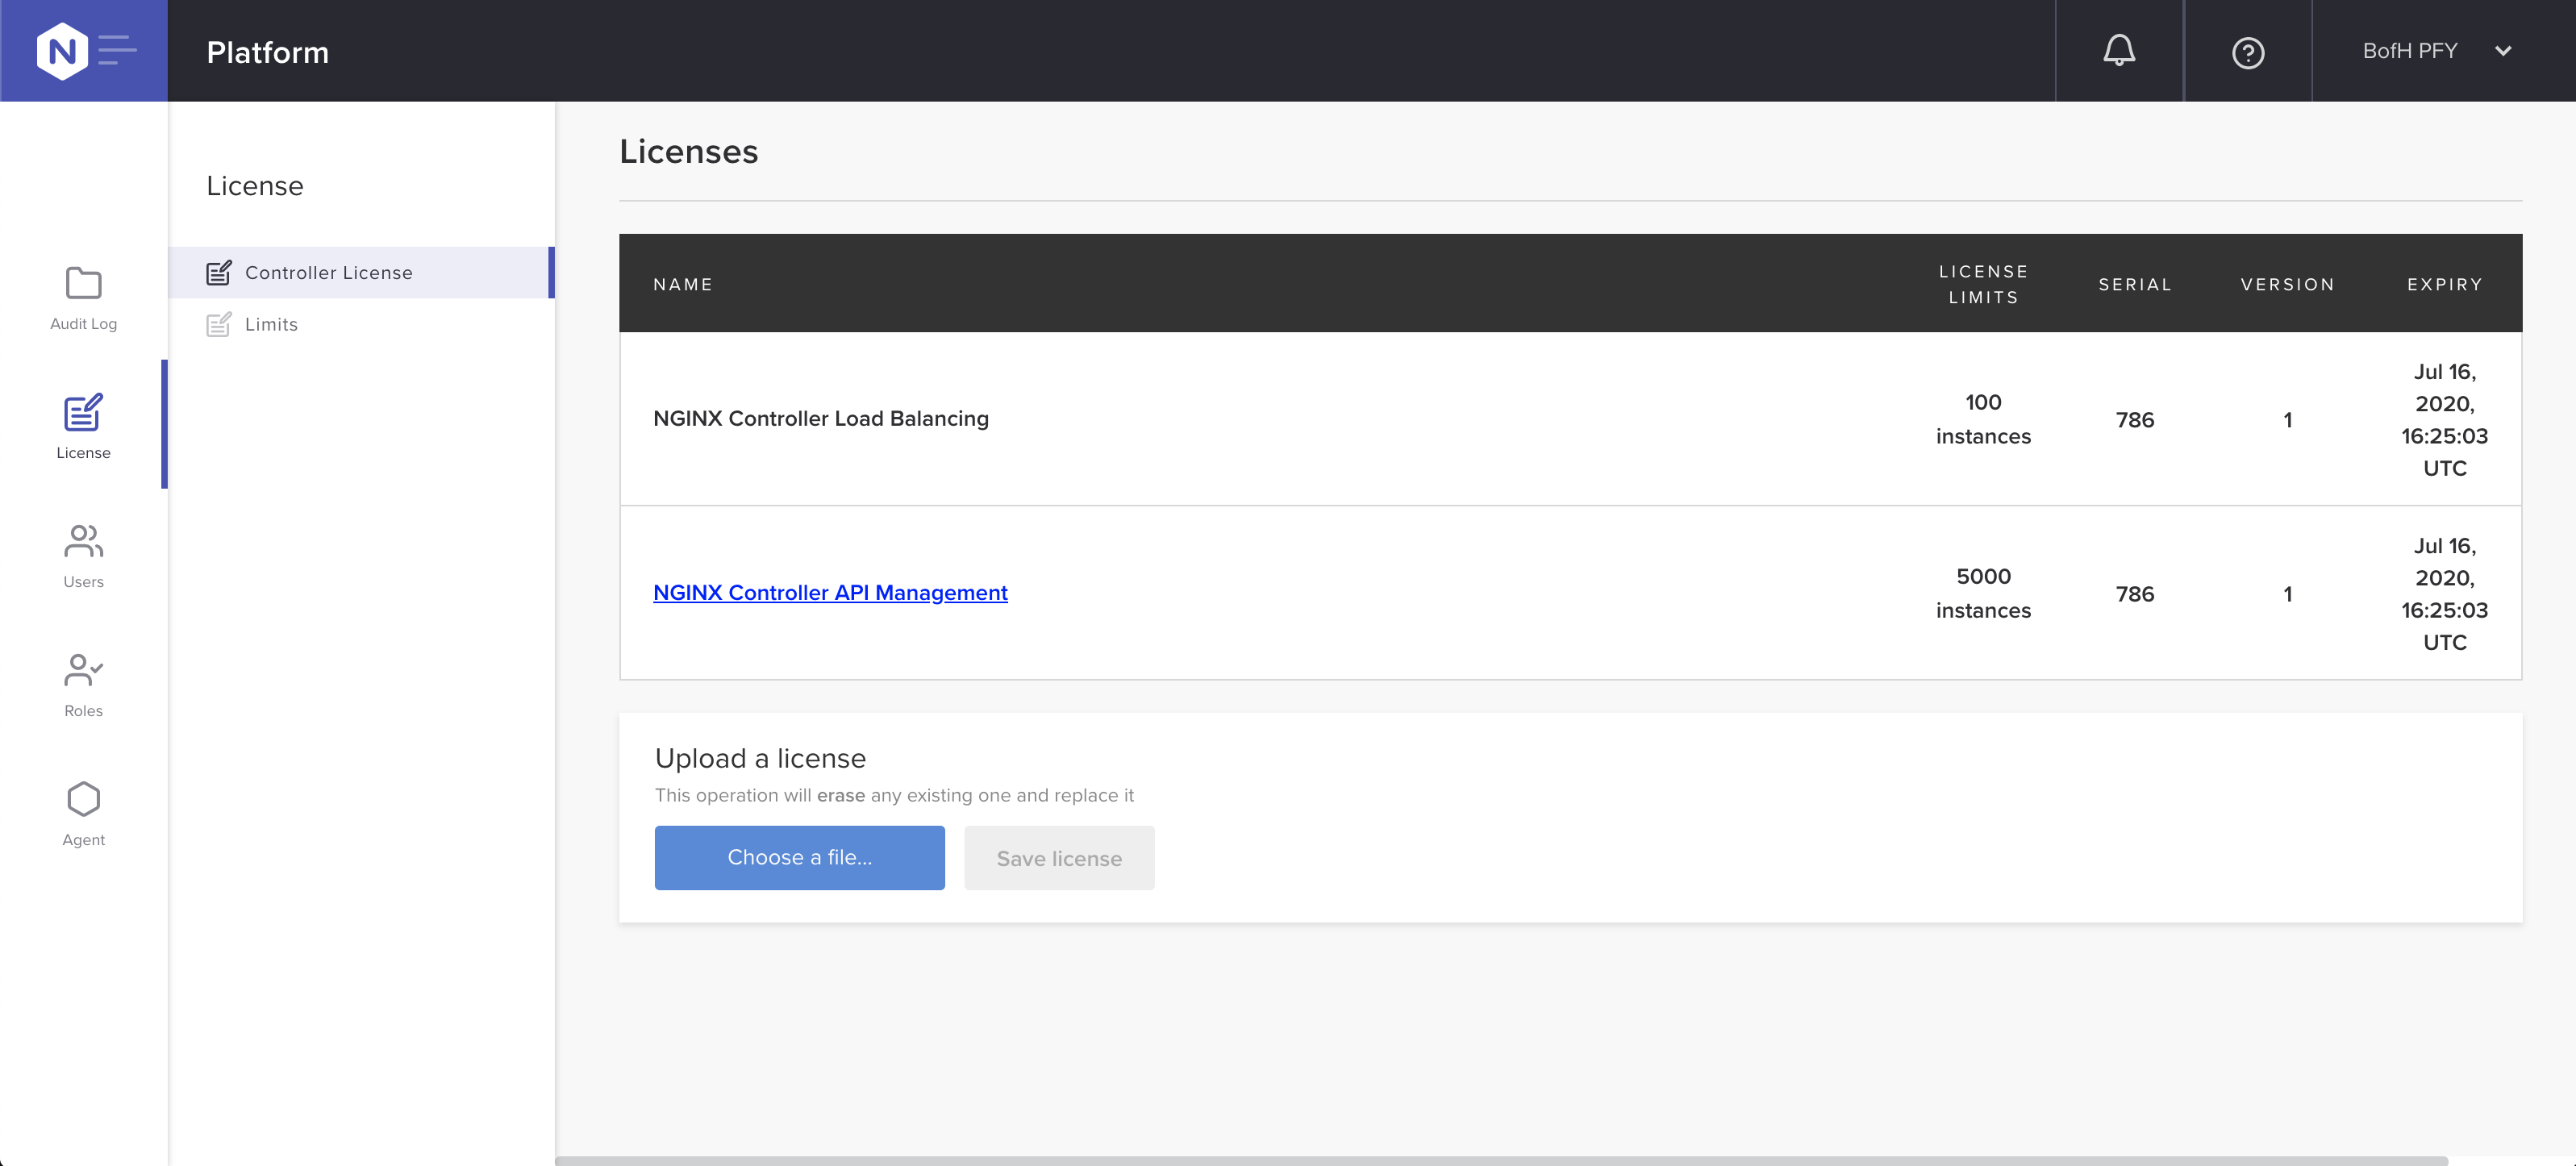 N
Platform
BofH PFY
Audit Log
License
Users
Roles
Agent
License
Controller License
Limits
Licenses
NAME
LICENSE
LIMITS
SERIAL
VERSION
EXPIRY
NGINX Controller Load Balancing
100
instances
786
1
Jul 16,
2020,
16:25:03
UTC
NGINX Controller API Management
5000
instances
786
1
Jul 16,
2020,
16:25:03
UTC
Upload a license
This operation will erase any existing one and replace it
Choose a file...
Save license